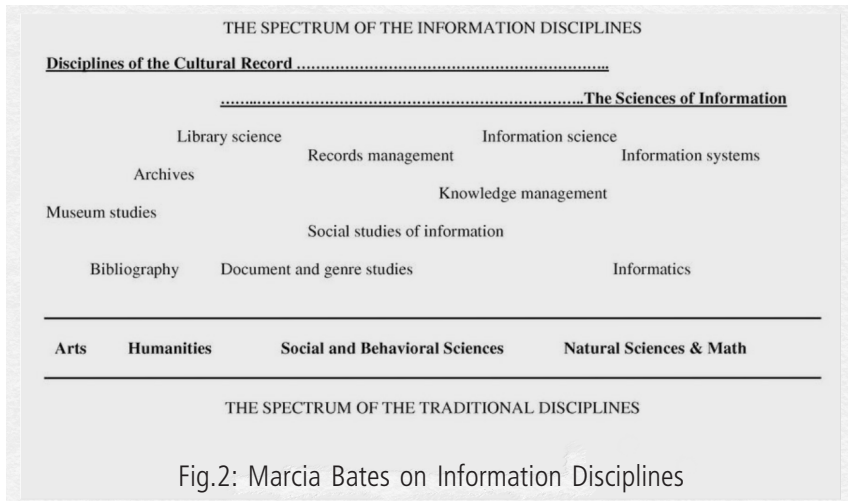 THE SPECTRUM OF THE INFORMATION DISCIPLINES
Disciplines of the Cultural Record ................................................................
..........................................................................The Sciences of Information
Library science Information science
Records management Information systems
Archives
Knowledge management
Museum studies
Social studies of information
Bibliography Document and genre studies Informatics
Arts Humanities Social and Behavioral Sciences Natural Sciences & Math
THE SPECTRUM OF THE TRADITIONAL DISCIPLINES
Fig.2: Marcia Bates on Information Disciplines